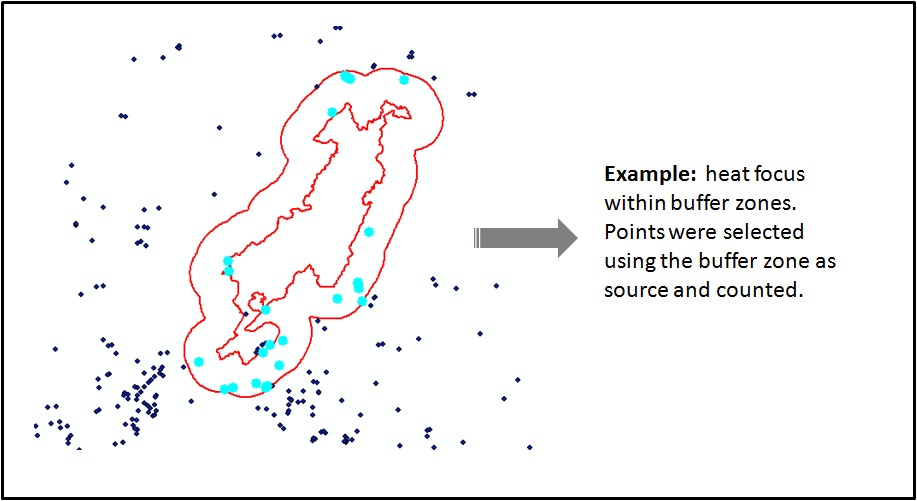 Example: heat focus
within buffer zones.
Points were selected
using the buffer zone as
source and counted.